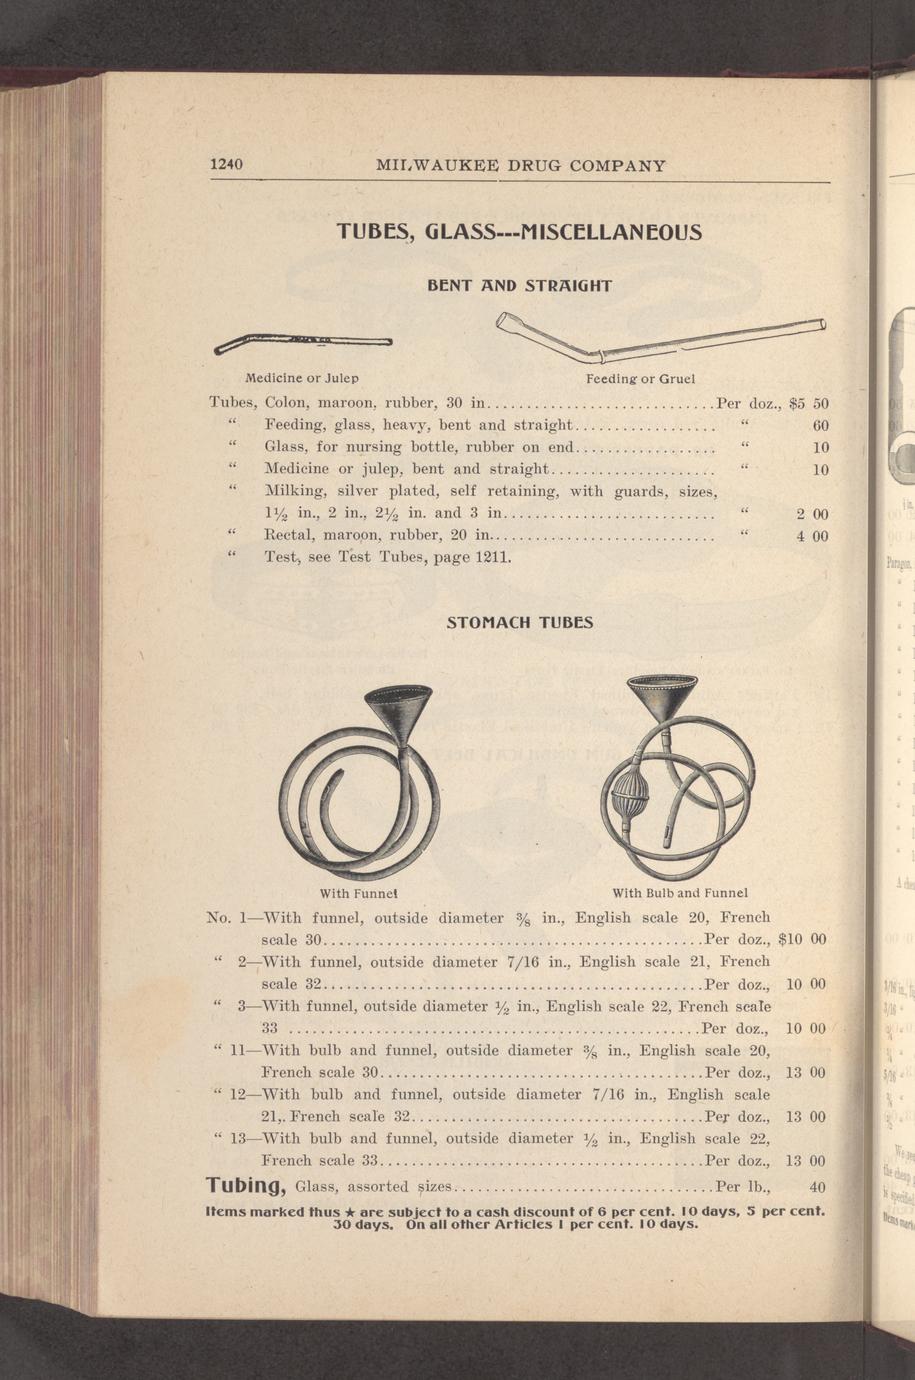 1240 MILWAUKEE DRUG COMPANY
TUBES, GLASS---MISCELLANEOUS
BENT AND STRAIGHT
Medicine or Julep Feeding or Gruel
Tubes, Colon, maroon, rubber, 30 in............................Per doz., $5 50
“ Feeding, glass, heavy, bent and straight.................. “ 60
“ Glass, for nursing bottle, rubber on end.................. “ 10
“ Medicine or julep, bent and straight..................... “ 10
“ Milking, silver plated, self retaining, with guards, sizes,
1½ in., 2 in., 2½ in. and 3 in.......................... “ 2 00
“ Rectal, maroon, rubber, 20 in............................ “ 4 00
“ Test, see Test Tubes, page 1211.
STOMACH TUBES
With Funnel With Bulb and Funnel
No. 1—With funnel, outside diameter ⅜ in., English scale 20, French
scale 30................................................Per doz., $10 00
“ 2—With funnel, outside diameter 7/16 in., English scale 21, French
scale 32................................................Per doz., 10 00
“ 3—With funnel, outside diameter ½ in., English scale 22, French scale
33 ....................................................Per doz., 10 00
“ 11—With bulb and funnel, outside diameter ⅜ in., English scale 20,
French scale 30.........................................Per doz., 13 00
“ 12—With bulb and funnel, outside diameter 7/16 in., English scale
21,. French scale 32.....................................Per doz., 13 00
“ 13—With bulb and funnel, outside diameter ½ in., English scale 22,
French scale 33.........................................Per doz., 13 00
Tubing, Glass, assorted sizes.................................Per lb., 40
Items marked thus ★ are subject to a cash discount of 6 per cent. 10 days, 5 per cent.
30 days. On all other Articles 1 per cent. 10 days.